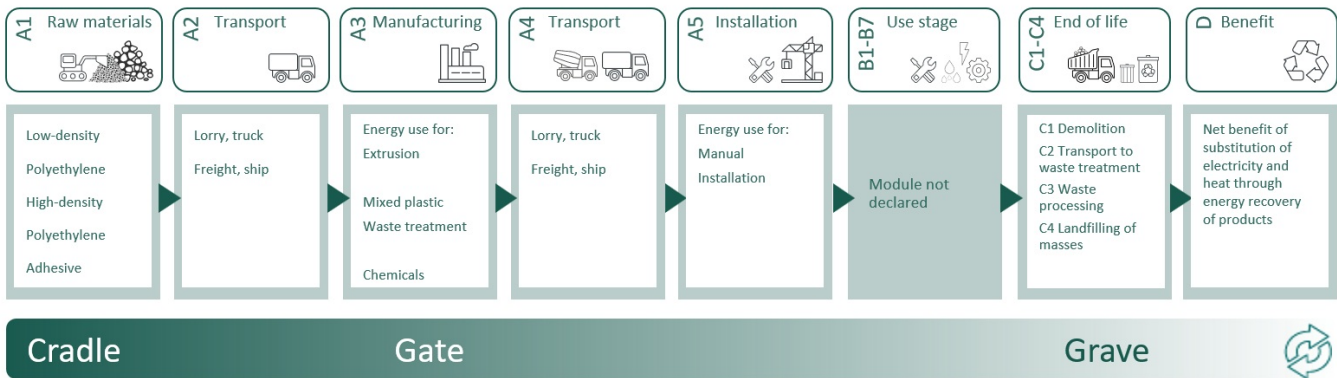 A1 Raw materials
A2 Transport
A3 Manufacturing
A4 Transport
A5 Installation
B1-B7 Use stage
C1-C4 End of life
D Benefit
Low-density
Polyethylene
High-density
Polyethylene
Adhesive
Lorry, truck
Freight, ship
Energy use for:
Extrusion
Mixed plastic
Waste treatment
Chemicals
Lorry, truck
Freight, ship
Energy use for:
Manual
Installation
Module not
declared
C1 Demolition
C2 Transport to
waste treatment
C3 Waste
processing
C4 Landfilling of
masses
Net benefit of
substitution of
electricity and
heat through
energy recovery
of products
Cradle
Gate
Grave